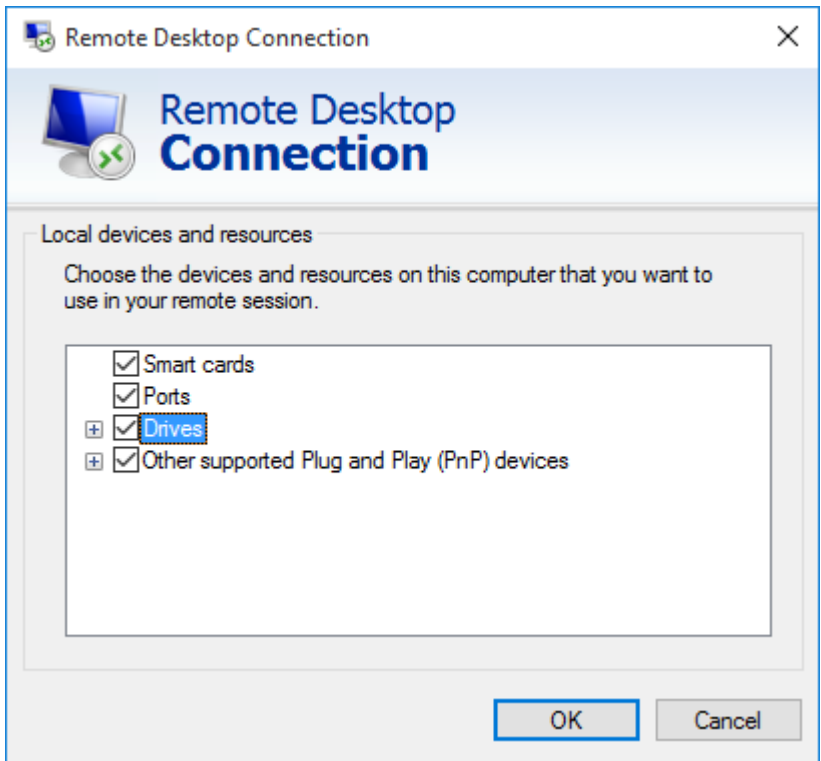 Remote Desktop Connection
Remote Desktop
Connection
Local devices and resources
Choose the devices and resources on this computer that you want to
use in your remote session.
Smart cards
Ports
Drives
Other supported Plug and Play (PnP) devices
OK
Cancel